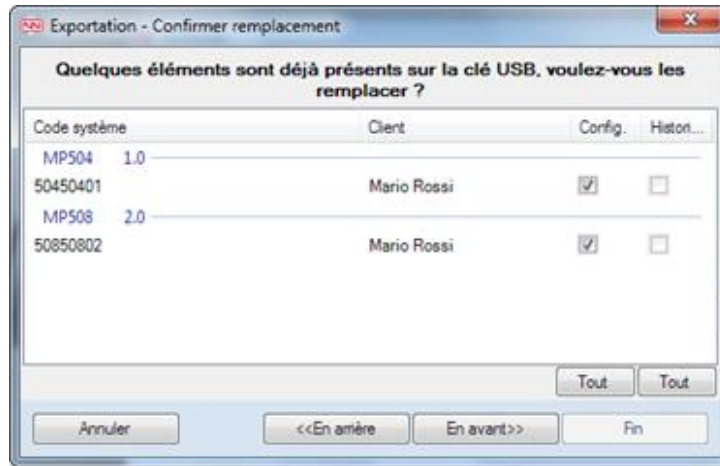 Exportation - Confirmer remplacement
Quelques éléments sont déjà présents sur la clé USB, voulez-vous les
remplacer ?
Code système Client Config. Histori...
MP504 1.0
50450401 Mario Rossi
MP508 2.0
50850802 Mario Rossi
Tout Tout
Annuler <<En arrière En avant>> Fin